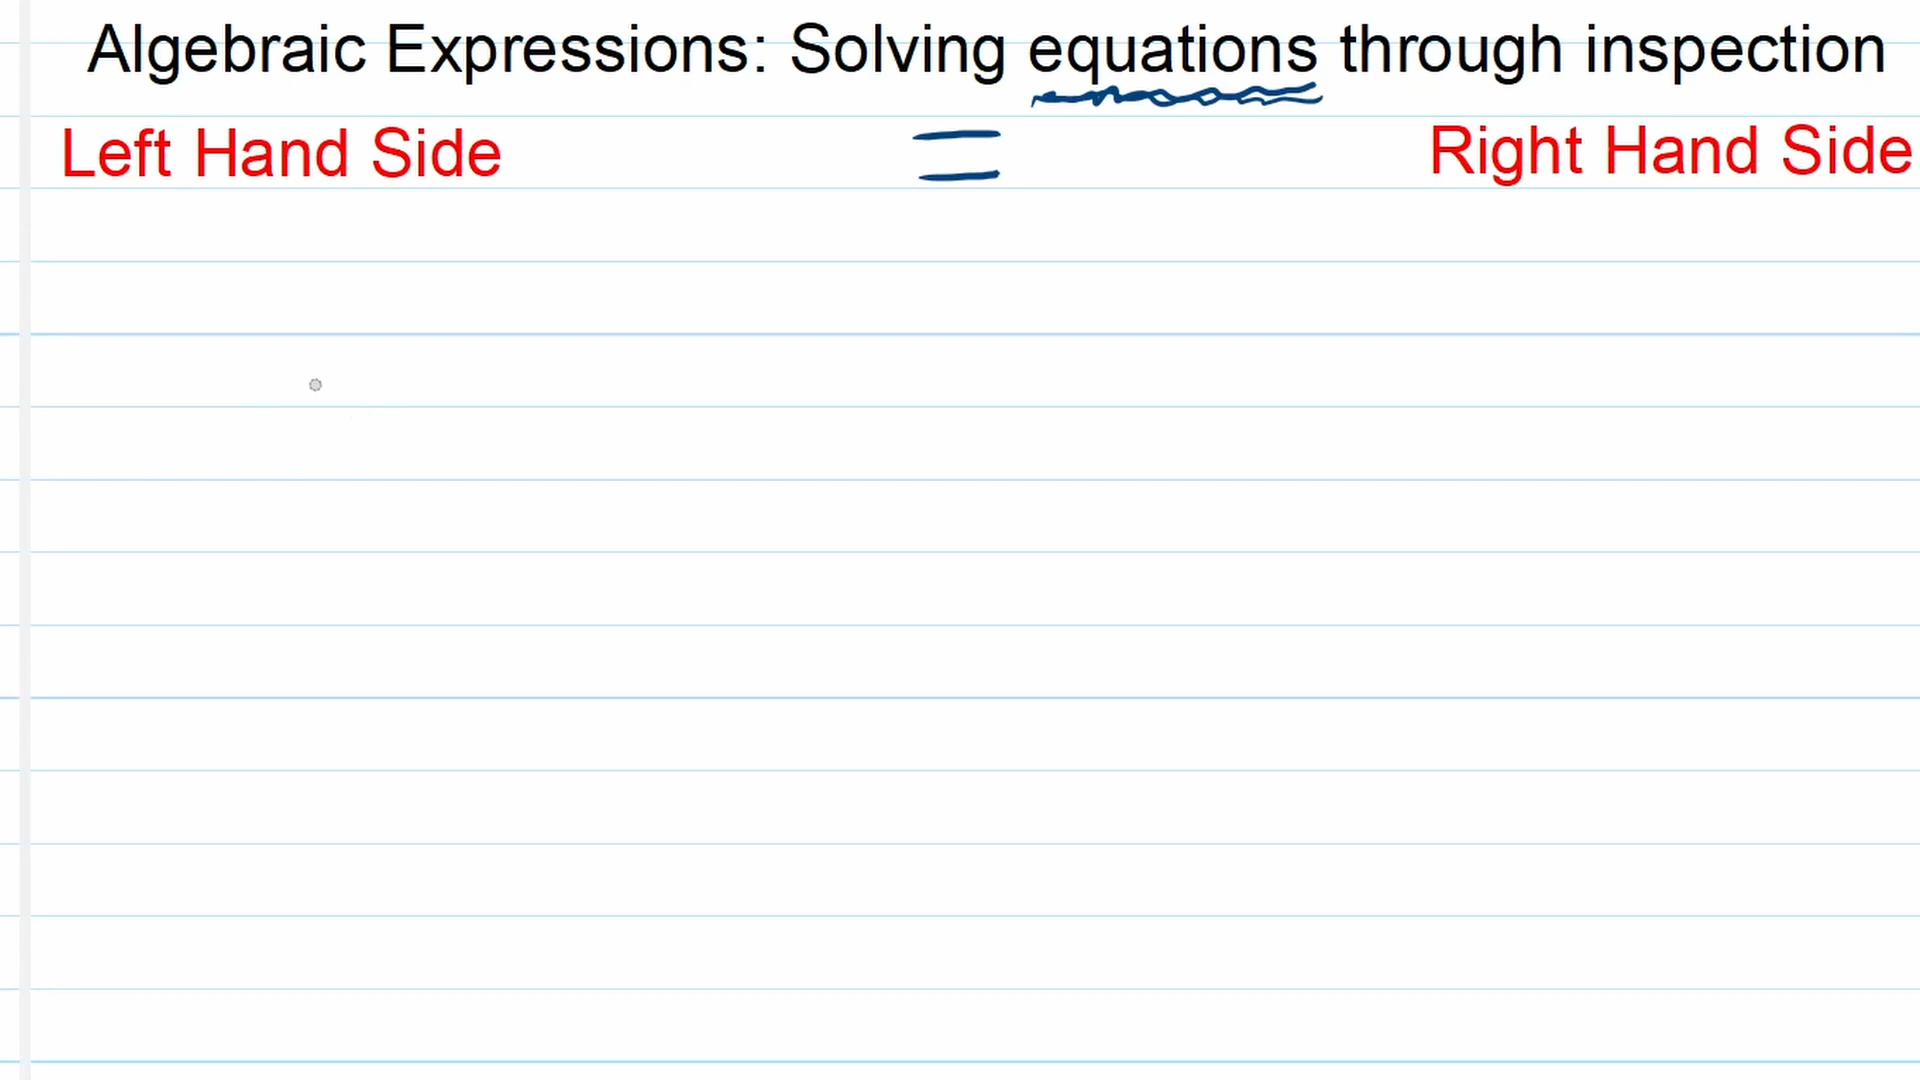 Algebraic Expressions: Solving equations through inspection
Left Hand Side = Right Hand Side